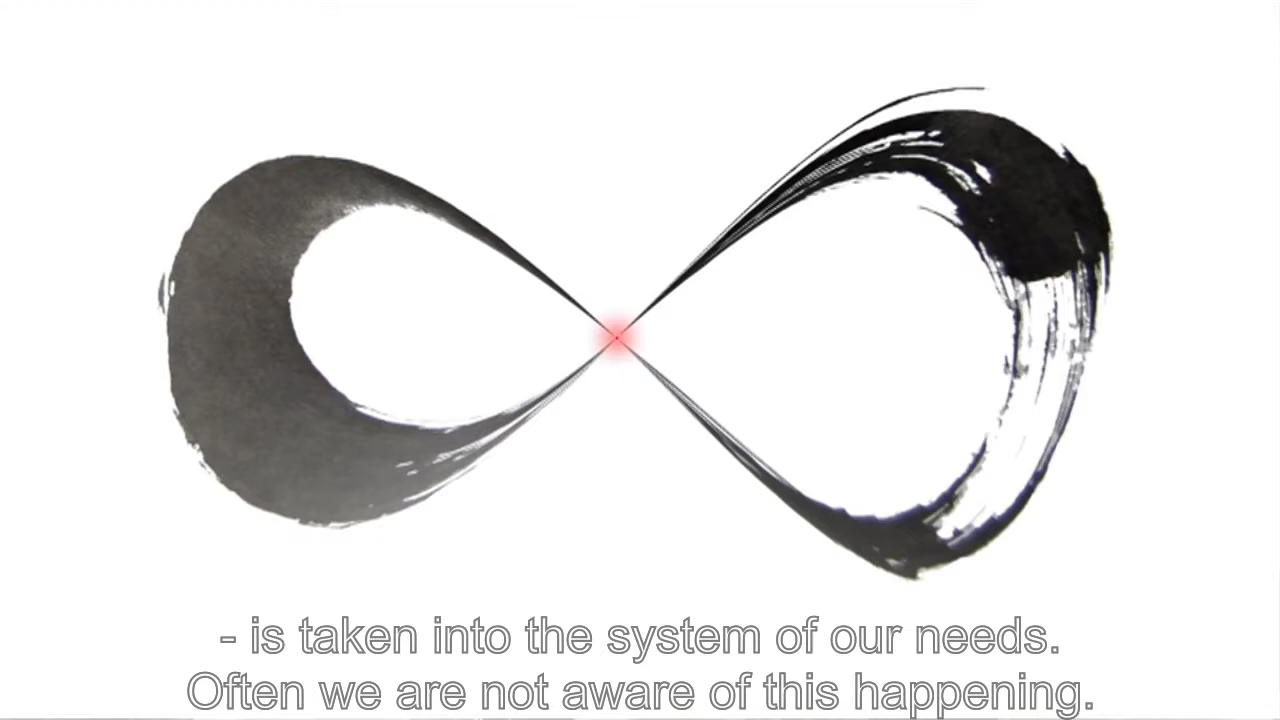 - is taken into the system of our needs.
Often we are not aware of this happening.